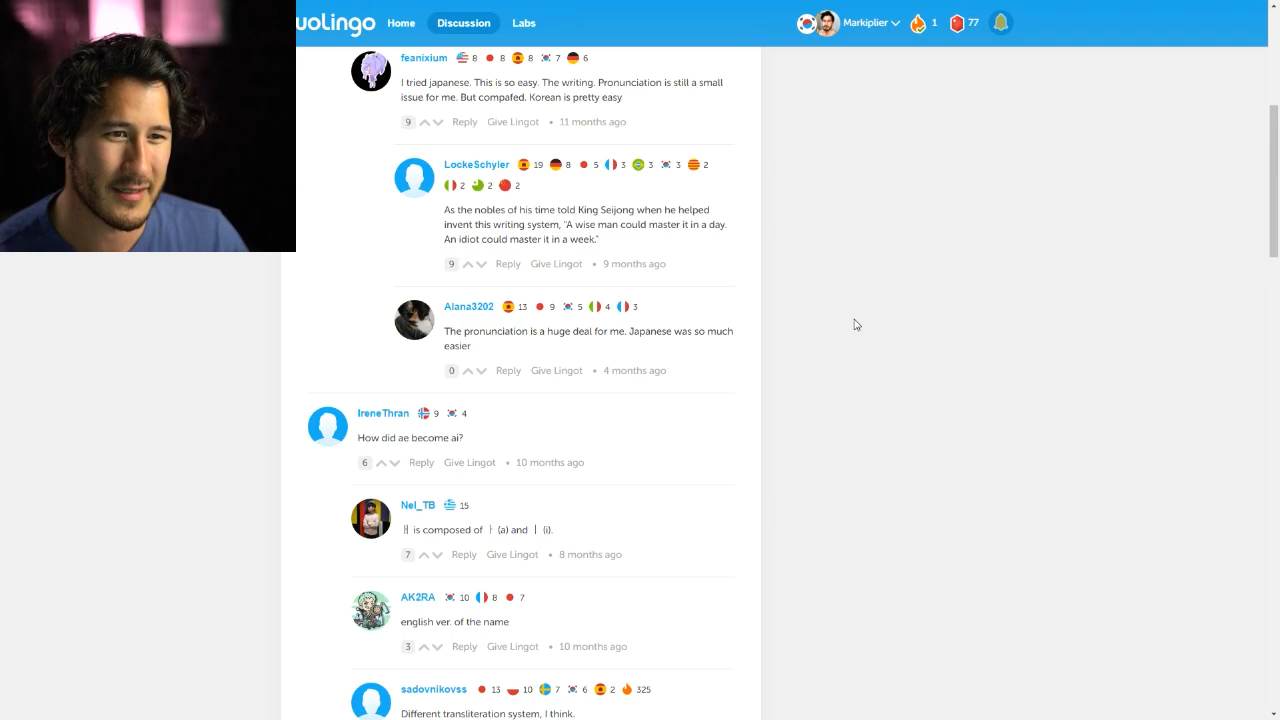 uoLingo Home Discussion Labs Markiplier 1 77
feanixium 8 8 8 7 6
I tried japanese. This is so easy. The writing. Pronunciation is still a small
issue for me. But compafed. Korean is pretty easy
9 Reply Give Lingot • 11 months ago
LockeSchyler 19 8 5 3 3 3 2
2 2 2
As the nobles of his time told King Seijong when he helped
invent this writing system, "A wise man could master it in a day.
An idiot could master it in a week."
9 Reply Give Lingot • 9 months ago
Alana3202 13 9 5 4 3
The pronunciation is a huge deal for me. Japanese was so much
easier
0 Reply Give Lingot • 4 months ago
IreneThran 9 4
How did ae become ai?
6 Reply Give Lingot • 10 months ago
Nel_TB 15
ㅐ is composed of ㅏ (a) and ㅣ (i).
7 Reply Give Lingot • 8 months ago
AK2RA 10 8 7
english ver. of the name
3 Reply Give Lingot • 10 months ago
sadovnikovss 13 10 7 6 2 325
Different transliteration system, I think.